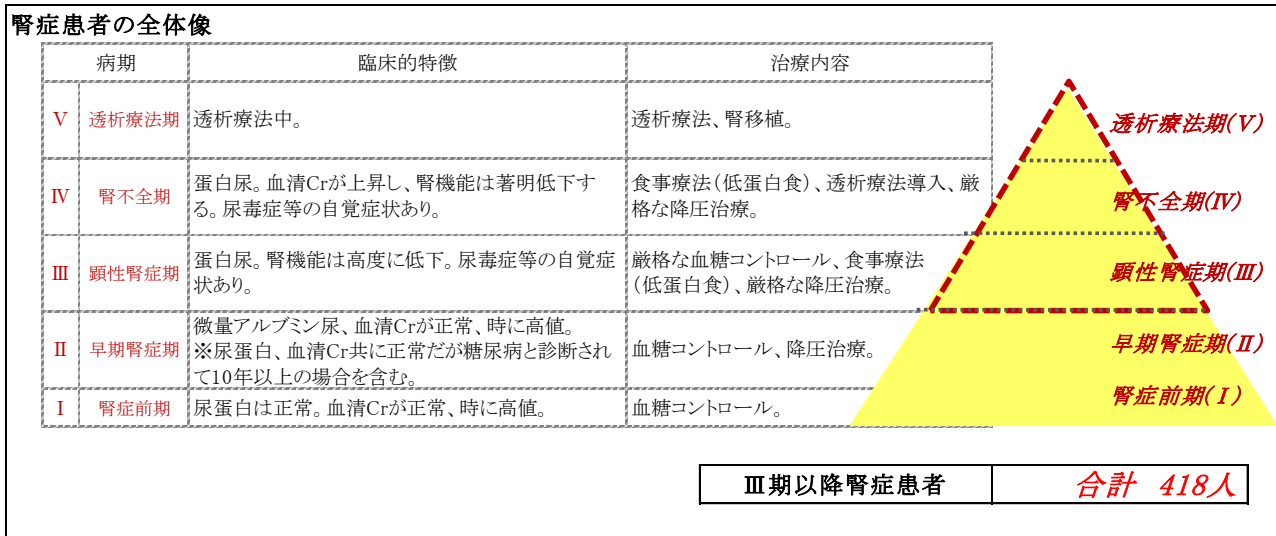 腎症患者の全体像
病期 臨床的特徴 治療内容
Ⅴ 透析療法期 透析療法中。 透析療法、腎移植。
Ⅳ 腎不全期 蛋白尿。血清Crが上昇し、腎機能は著明低下す
る。尿毒症等の自覚症状あり。
食事療法(低蛋白食)、透析療法導入、厳
格な降圧治療。
Ⅲ 顕性腎症期 蛋白尿。腎機能は高度に低下。尿毒症等の自覚症
状あり。
厳格な血糖コントロール、食事療法
(低蛋白食)、厳格な降圧治療。
Ⅱ 早期腎症期 微量アルブミン尿、血清Crが正常、時に高値。
※尿蛋白、血清Cr共に正常だが糖尿病と診断され
て10年以上の場合を含む。
血糖コントロール、降圧治療。
Ⅰ 腎症前期 尿蛋白は正常。血清Crが正常、時に高値。 血糖コントロール。
透析療法期(Ⅴ)
腎不全期(Ⅳ)
顕性腎症期(Ⅲ)
早期腎症期(Ⅱ)
腎症前期(Ⅰ)
Ⅲ期以降腎症患者 合計 418人